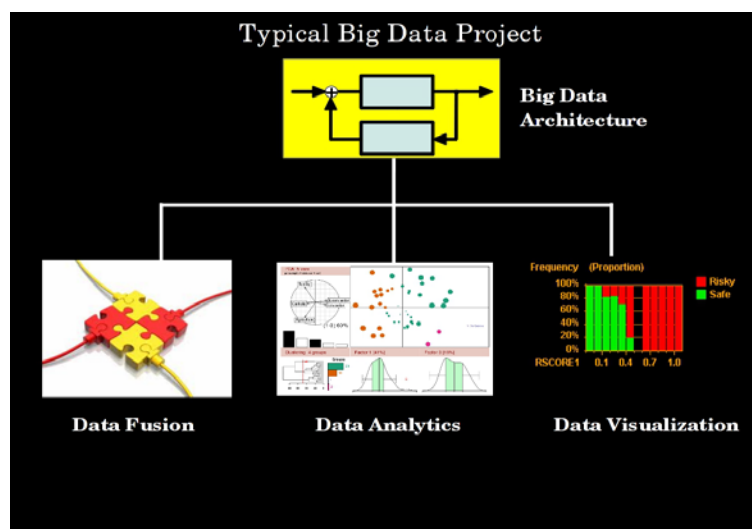 Typical Big Data Project
Big Data
Architecture
Frequency (Proportion)
100%
80%
60%
40%
20%
0%
Risky
Safe
RSCORE1 0.1 0.4 0.7 1.0
Data Fusion
Data Analytics
Data Visualization